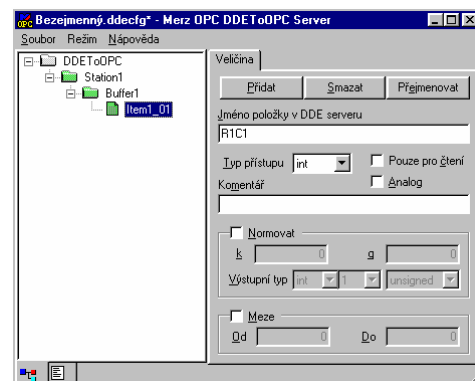 Bezejmenný.ddecfg* - Merz OPC DDEToOPC Server
Soubor Režim Nápověda
DDEToOPC
Station1
Buffer1
Item1_01
Veličina
Přidat Smazat Přejmenovat
Jméno položky v DDE serveru
R1C1
Typ přístupu int Pouze pro čtení
Komentář Analog
Normovat
k 0 q 0
Výstupní typ int 1 unsigned
Meze
Od 0 Do 0